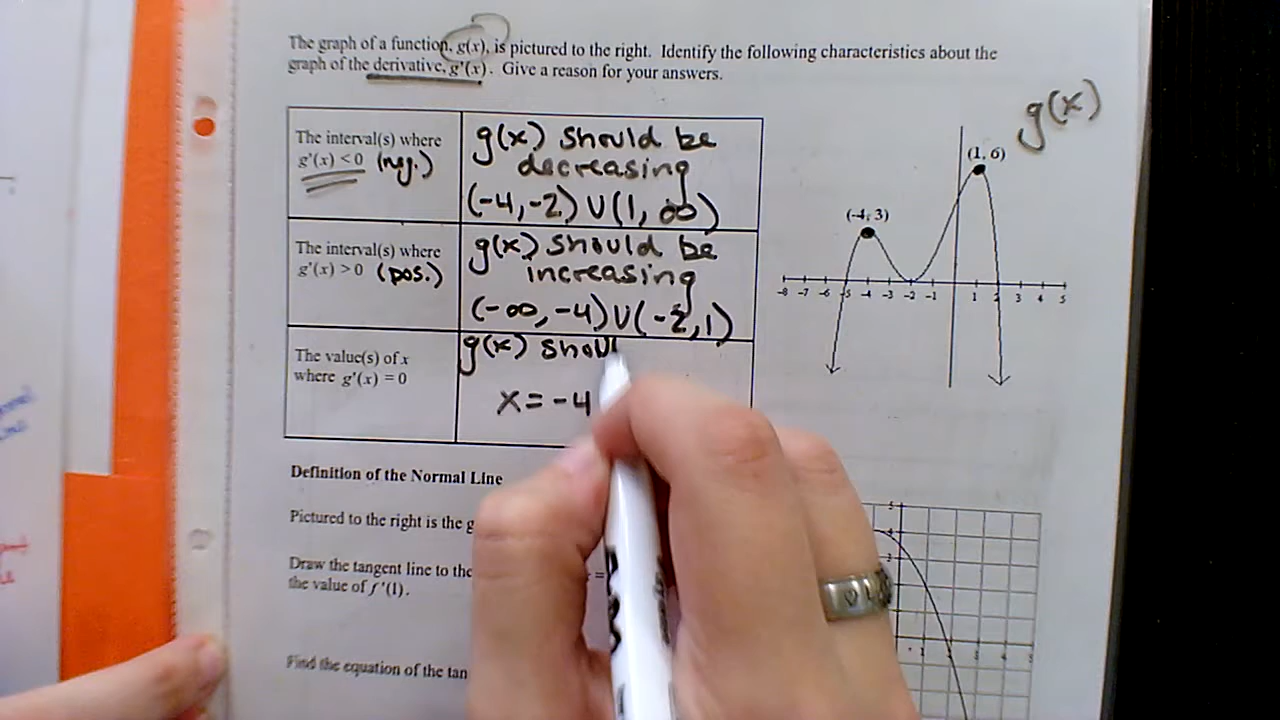 The graph of a function, g(x), is pictured to the right. Identify the following characteristics about the
graph of the derivative, g'(x). Give a reason for your answers.
g(x)
The interval(s) where
g'(x) < 0 (neg.)
g(x) should be
decreasing
(-4,-2) ∪ (1, ∞)
The interval(s) where
g'(x) > 0 (pos.)
g(x) should be
increasing
(-∞, -4) ∪ (-2, 1)
The value(s) of x
where g'(x) = 0
g(x) shou
x = -4
(1, 6)
(-4, 3)
-8 -7 -6 -5 -4 -3 -2 -1 1 2 3 4 5
Definition of the Normal Line
Pictured to the right is the g
Draw the tangent line to the
the value of f '(1).
Find the equation of the tan